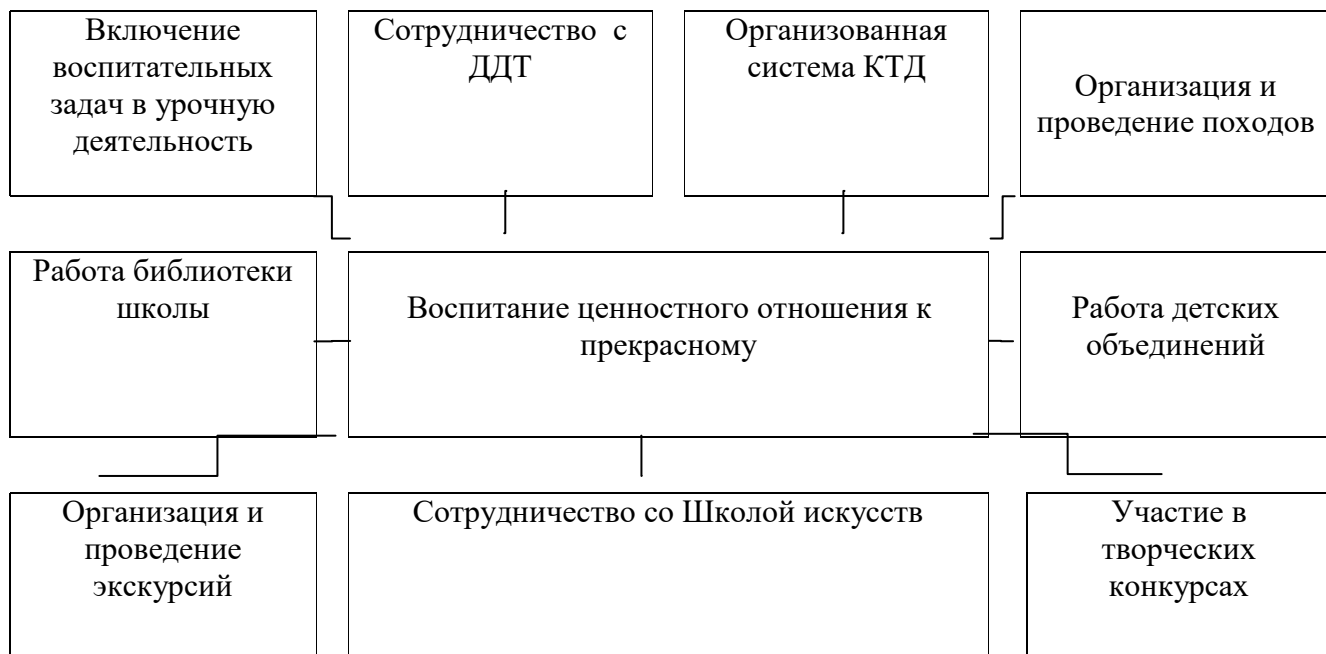 Включение
воспитательных
задач в урочную
деятельность
Сотрудничество с
ДДТ
Организованная
система КТД
Организация и
проведение походов
Работа библиотеки
школы
Воспитание ценностного отношения к
прекрасному
Работа детских
объединений
Организация и
проведение
экскурсий
Сотрудничество со Школой искусств
Участие в
творческих
конкурсах